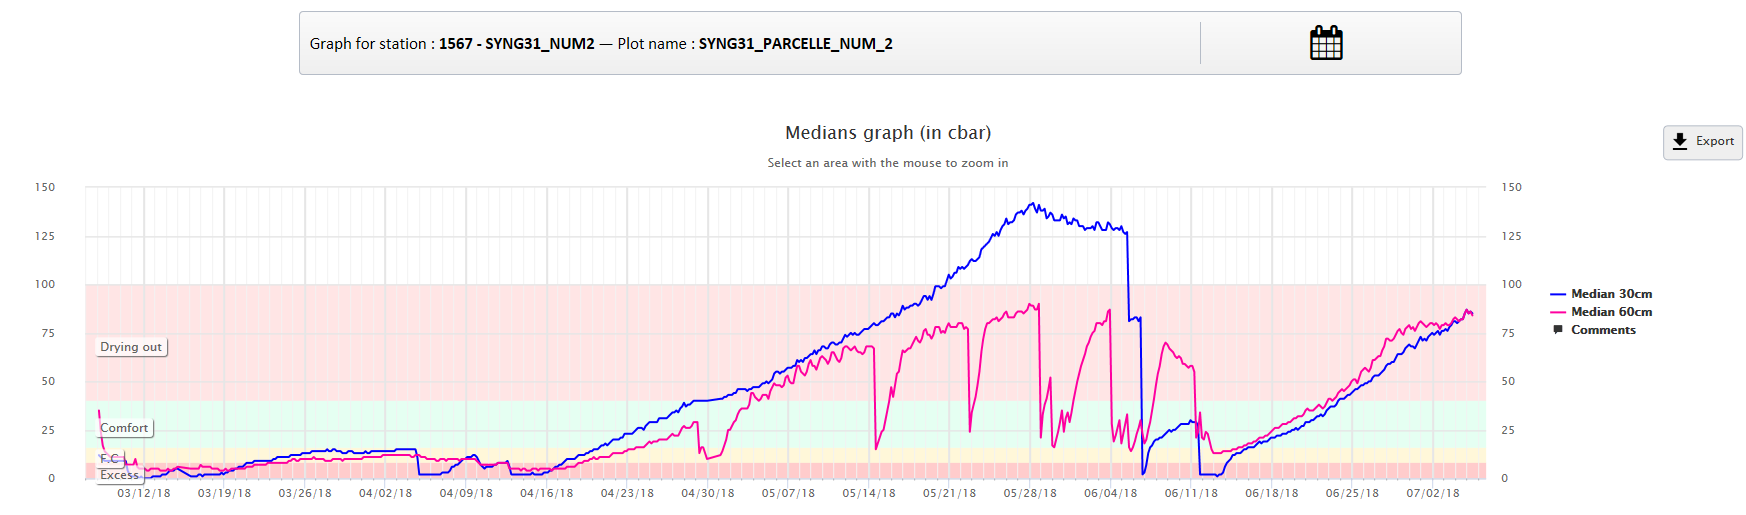 Graph for station : 1567 - SYNG31_NUM2 — Plot name : SYNG31_PARCELLE_NUM_2
Medians graph (in cbar)
Export
Select an area with the mouse to zoom in
150
125
100
75
50
25
0
150
125
100
75
50
25
0
Drying out
Comfort
F.C
Excess
03/12/18 03/19/18 03/26/18 04/02/18 04/09/18 04/16/18 04/23/18 04/30/18 05/07/18 05/14/18 05/21/18 05/28/18 06/04/18 06/11/18 06/18/18 06/25/18 07/02/18
Median 30cm
Median 60cm
Comments